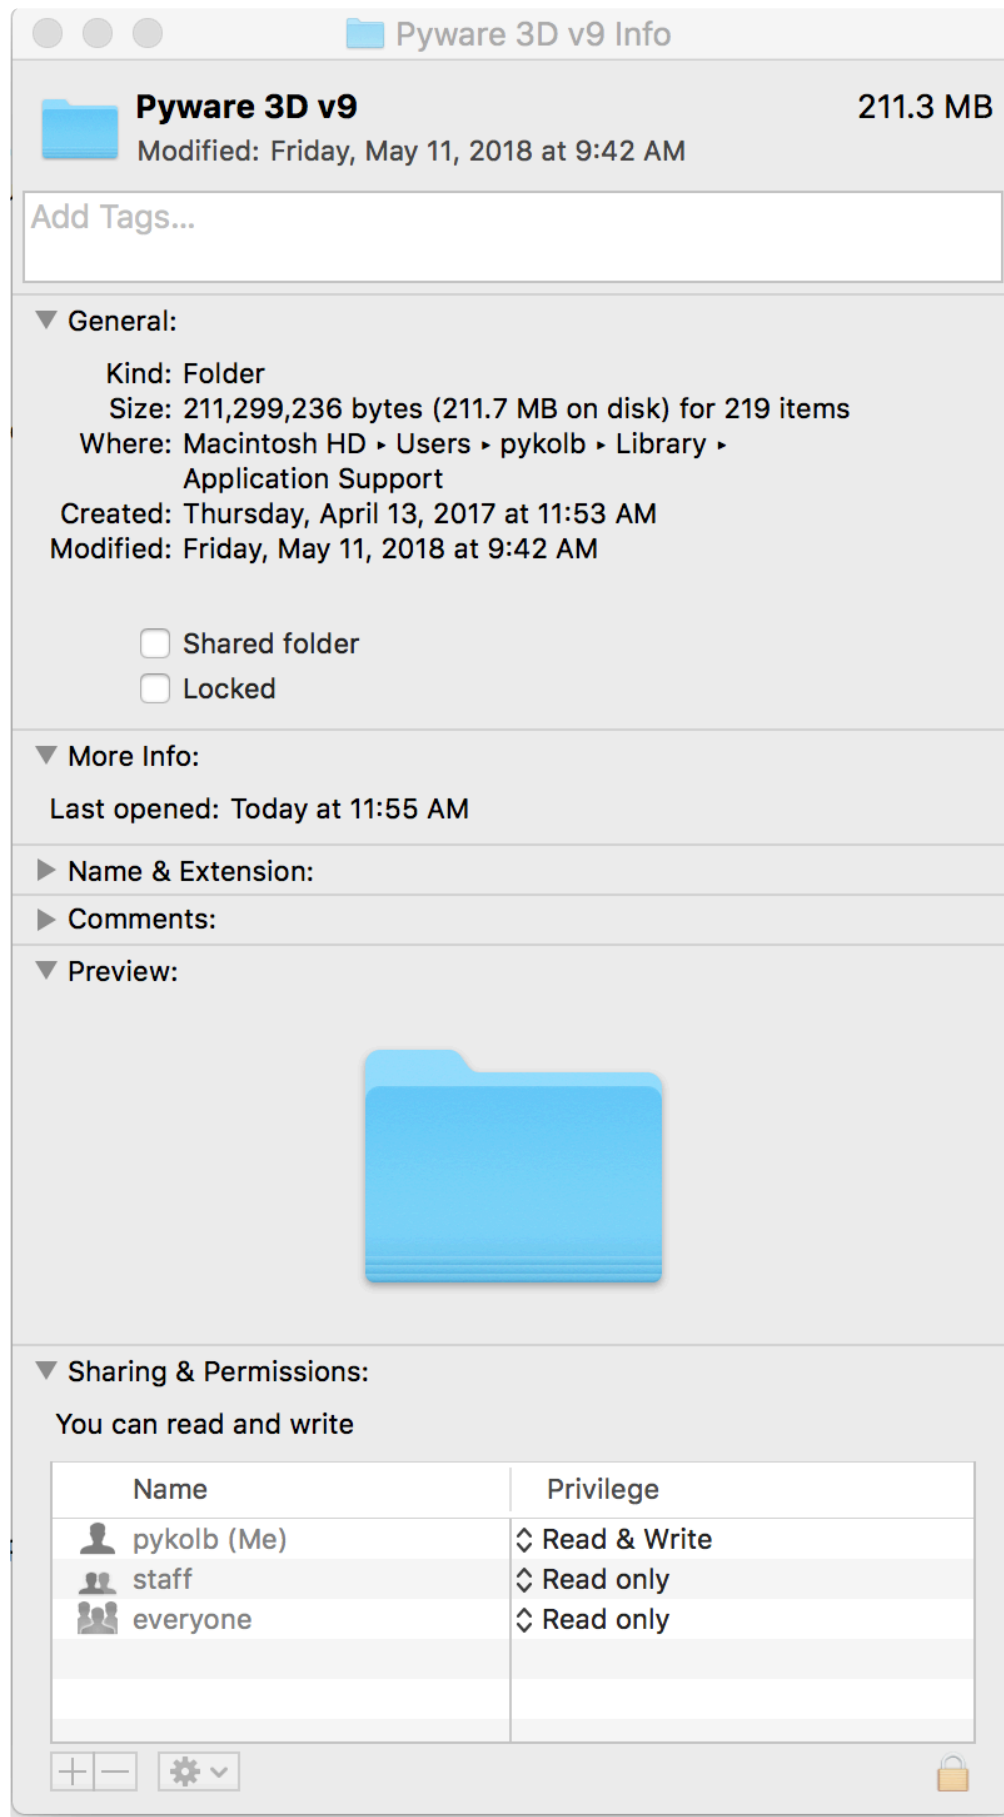 Pyware 3D v9 Info
Pyware 3D v9 211.3 MB
Modified: Friday, May 11, 2018 at 9:42 AM
Add Tags...
General:
Kind: Folder
Size: 211,299,236 bytes (211.7 MB on disk) for 219 items
Where: Macintosh HD ▸ Users ▸ pykolb ▸ Library ▸
Application Support
Created: Thursday, April 13, 2017 at 11:53 AM
Modified: Friday, May 11, 2018 at 9:42 AM
Shared folder
Locked
More Info:
Last opened: Today at 11:55 AM
Name & Extension:
Comments:
Preview:
Sharing & Permissions:
You can read and write
Name Privilege
pykolb (Me) Read & Write
staff Read only
everyone Read only